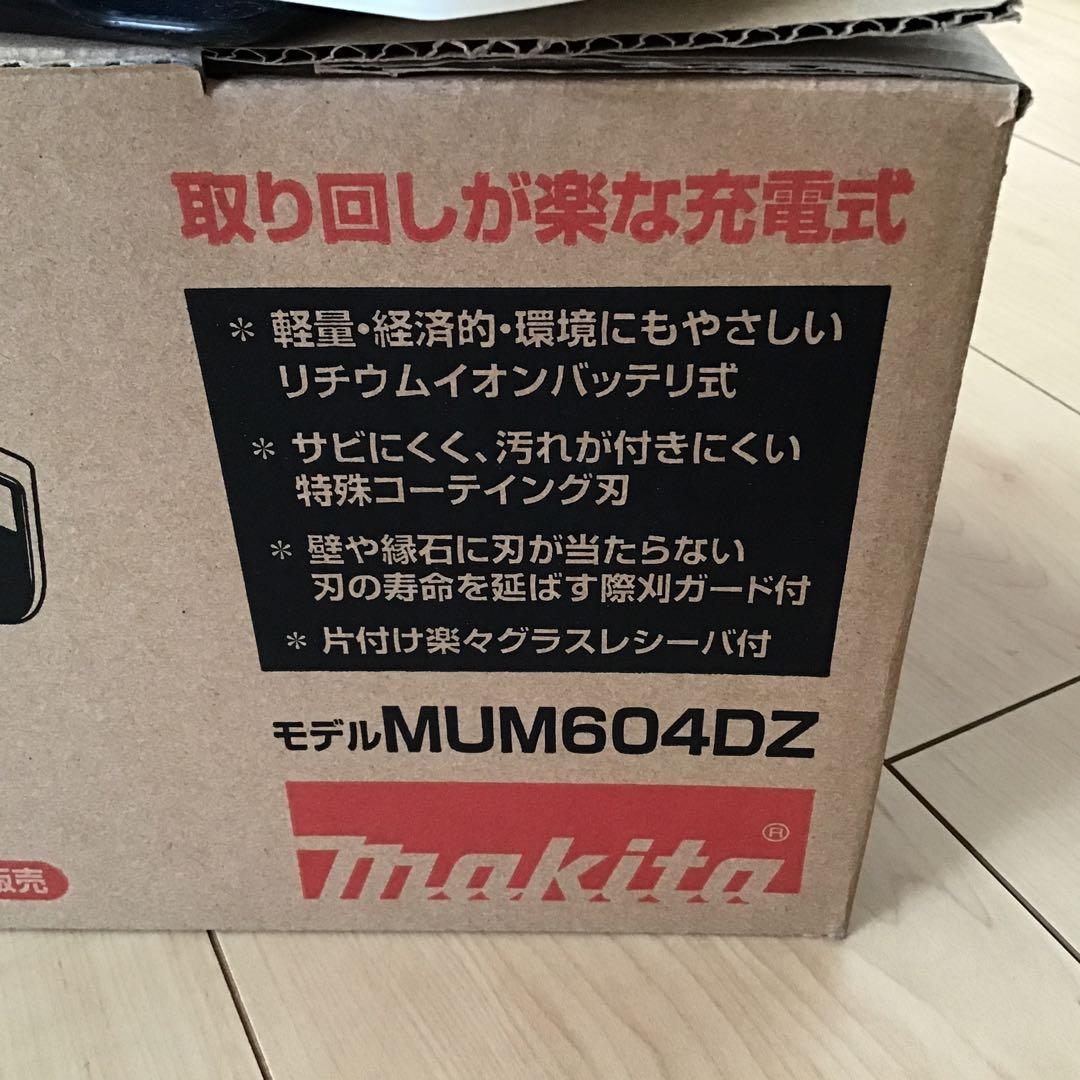 取り回しが楽な充電式
* 軽量・経済的・環境にもやさしい
リチウムイオンバッテリ式
* サビにくく、汚れが付きにくい
特殊コーテイング刃
* 壁や縁石に刃が当たらない
刃の寿命を延ばす際刈ガード付
* 片付け楽々グラスレシーバ付
モデルMUM604DZ
makita®
販売